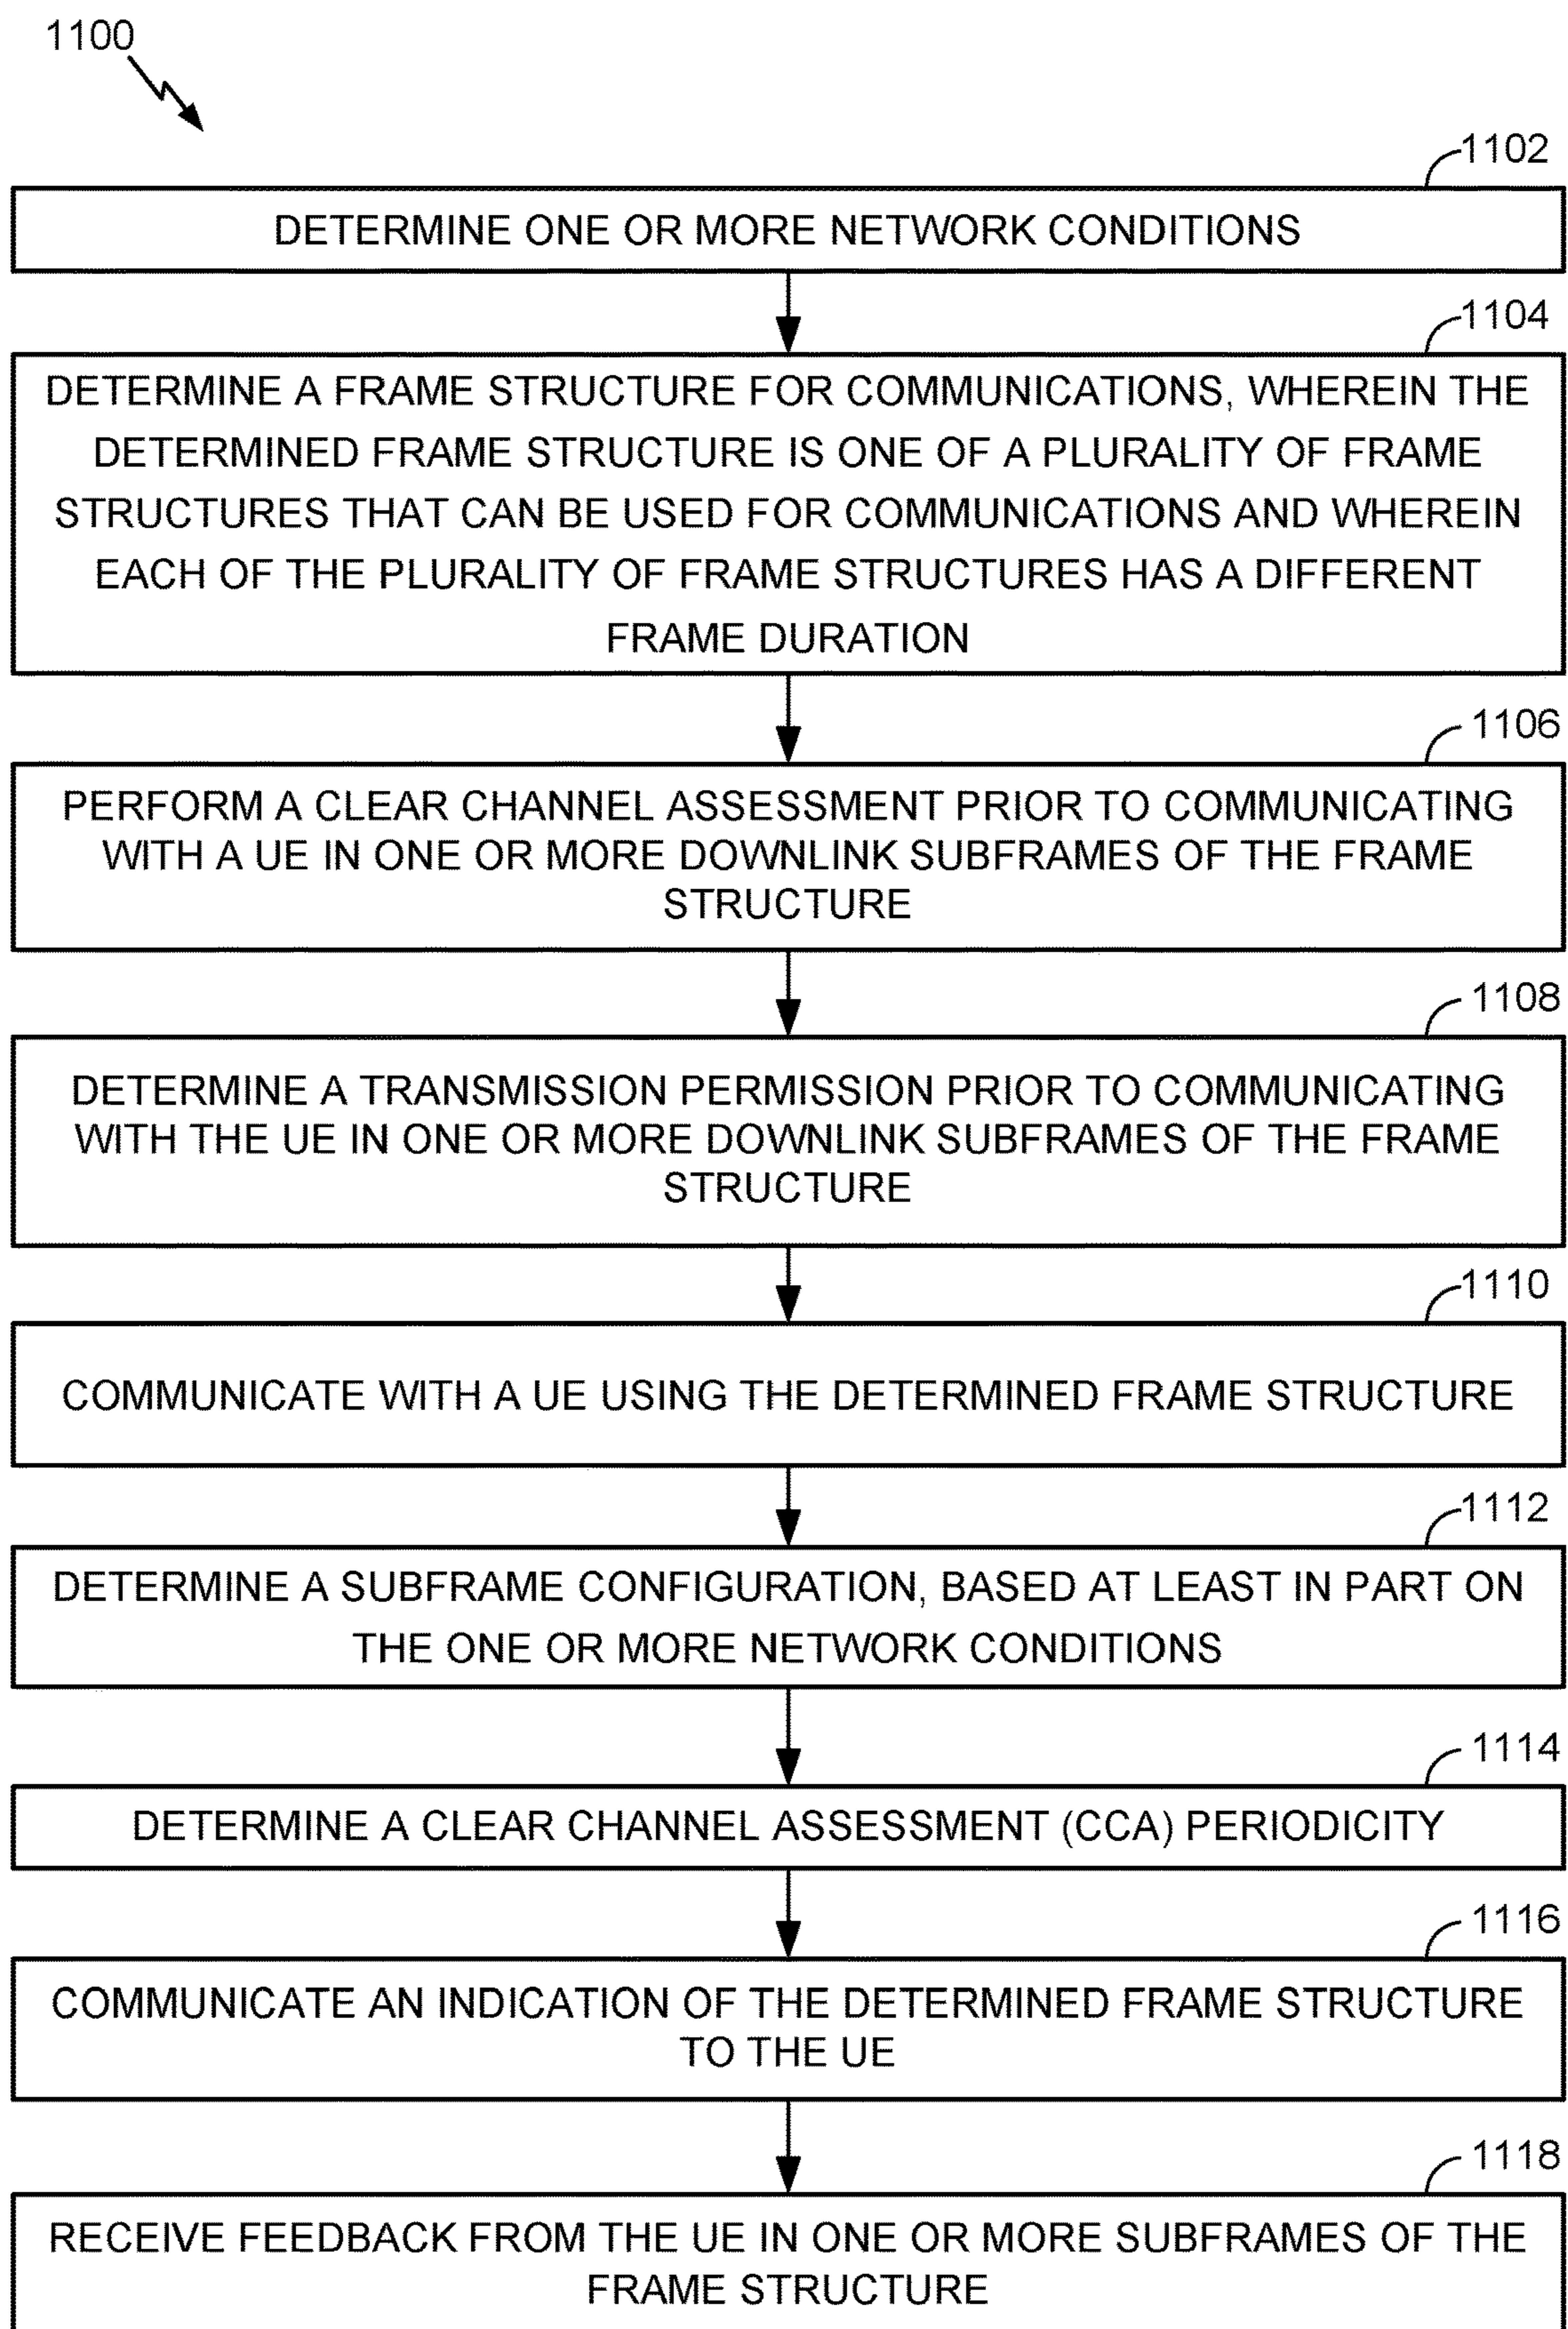 1100
1102
DETERMINE ONE OR MORE NETWORK CONDITIONS
1104
DETERMINE A FRAME STRUCTURE FOR COMMUNICATIONS, WHEREIN THE
DETERMINED FRAME STRUCTURE IS ONE OF A PLURALITY OF FRAME
STRUCTURES THAT CAN BE USED FOR COMMUNICATIONS AND WHEREIN
EACH OF THE PLURALITY OF FRAME STRUCTURES HAS A DIFFERENT
FRAME DURATION
1106
PERFORM A CLEAR CHANNEL ASSESSMENT PRIOR TO COMMUNICATING
WITH A UE IN ONE OR MORE DOWNLINK SUBFRAMES OF THE FRAME
STRUCTURE
1108
DETERMINE A TRANSMISSION PERMISSION PRIOR TO COMMUNICATING
WITH THE UE IN ONE OR MORE DOWNLINK SUBFRAMES OF THE FRAME
STRUCTURE
1110
COMMUNICATE WITH A UE USING THE DETERMINED FRAME STRUCTURE
1112
DETERMINE A SUBFRAME CONFIGURATION, BASED AT LEAST IN PART ON
THE ONE OR MORE NETWORK CONDITIONS
1114
DETERMINE A CLEAR CHANNEL ASSESSMENT (CCA) PERIODICITY
1116
COMMUNICATE AN INDICATION OF THE DETERMINED FRAME STRUCTURE
TO THE UE
1118
RECEIVE FEEDBACK FROM THE UE IN ONE OR MORE SUBFRAMES OF THE
FRAME STRUCTURE